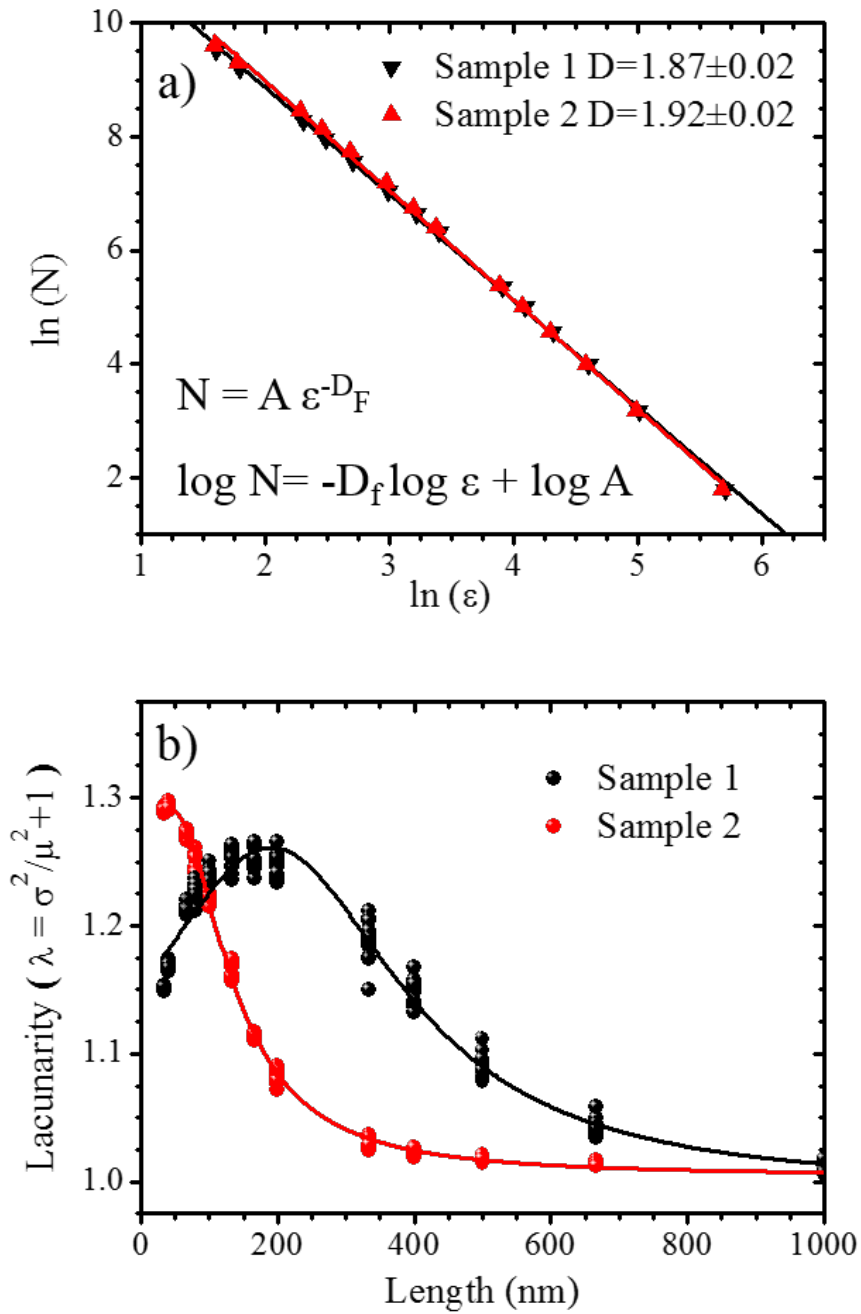 a)
Sample 1 D=1.87±0.02
Sample 2 D=1.92±0.02
10
8
6
4
2
ln (N)
N = A ε^-D_F
log N= -D_f log ε + log A
1 2 3 4 5 6
ln (ε)
b)
Sample 1
Sample 2
1.3
1.2
1.1
1.0
Lacunarity ( λ = σ²/μ²+1 )
0 200 400 600 800 1000
Length (nm)